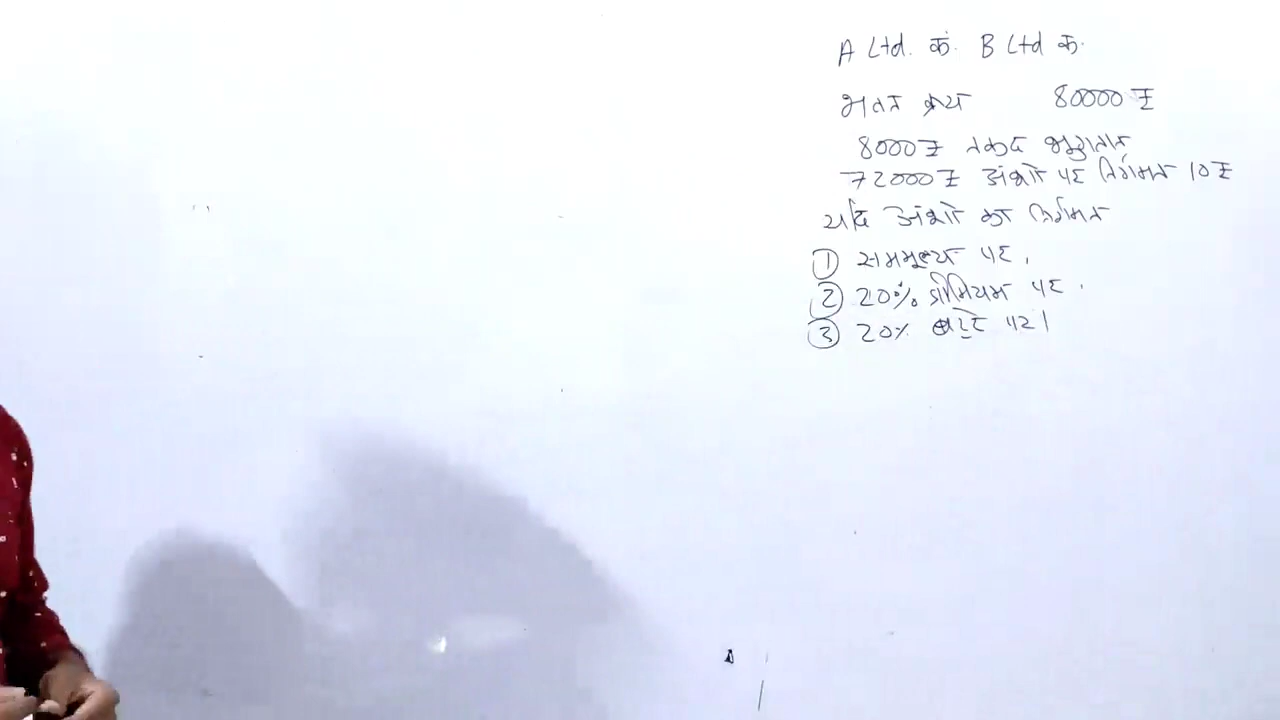 A Ltd. कं. B Ltd कं.
भवन क्रय 80000 ₹
8000 ₹ नकद भुगतान
72000 ₹ अंशो पर निर्गमन 10 ₹
यदि अंशो का निर्गमन
① सममूल्य पर.
② 20% प्रीमियम पर.
③ 20% बट्टे पर।